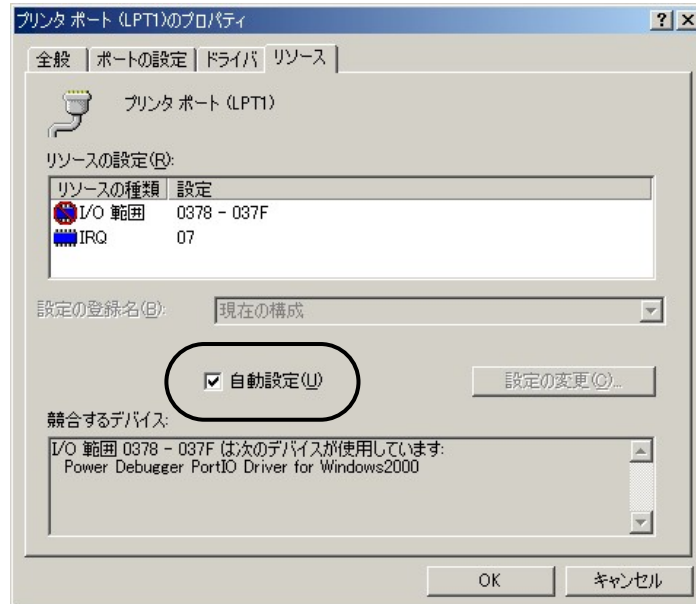 プリンタ ポート (LPT1)のプロパティ
全般 ポートの設定 ドライバ リソース
プリンタ ポート (LPT1)
リソースの設定(R):
リソースの種類 設定
I/O 範囲 0378 - 037F
IRQ 07
設定の登録名(B): 現在の構成
自動設定(U) 設定の変更(C)...
競合するデバイス:
I/O 範囲 0378 - 037F は次のデバイスが使用しています:
Power Debugger PortIO Driver for Windows2000
OK キャンセル